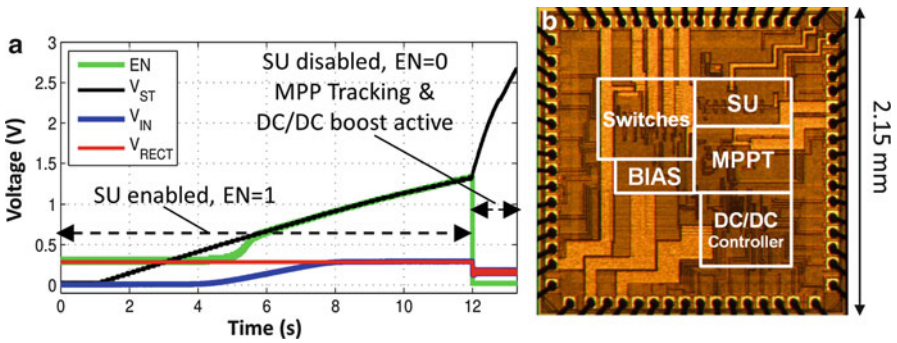 a
EN
V_ST
V_IN
V_RECT
SU disabled, EN=0
MPP Tracking &
DC/DC boost active
SU enabled, EN=1
Voltage (V)
3
2.5
2
1.5
1
0.5
0
0 2 4 6 8 10 12
Time (s)
b
Switches
SU
BIAS
MPPT
DC/DC
Controller
2.15 mm